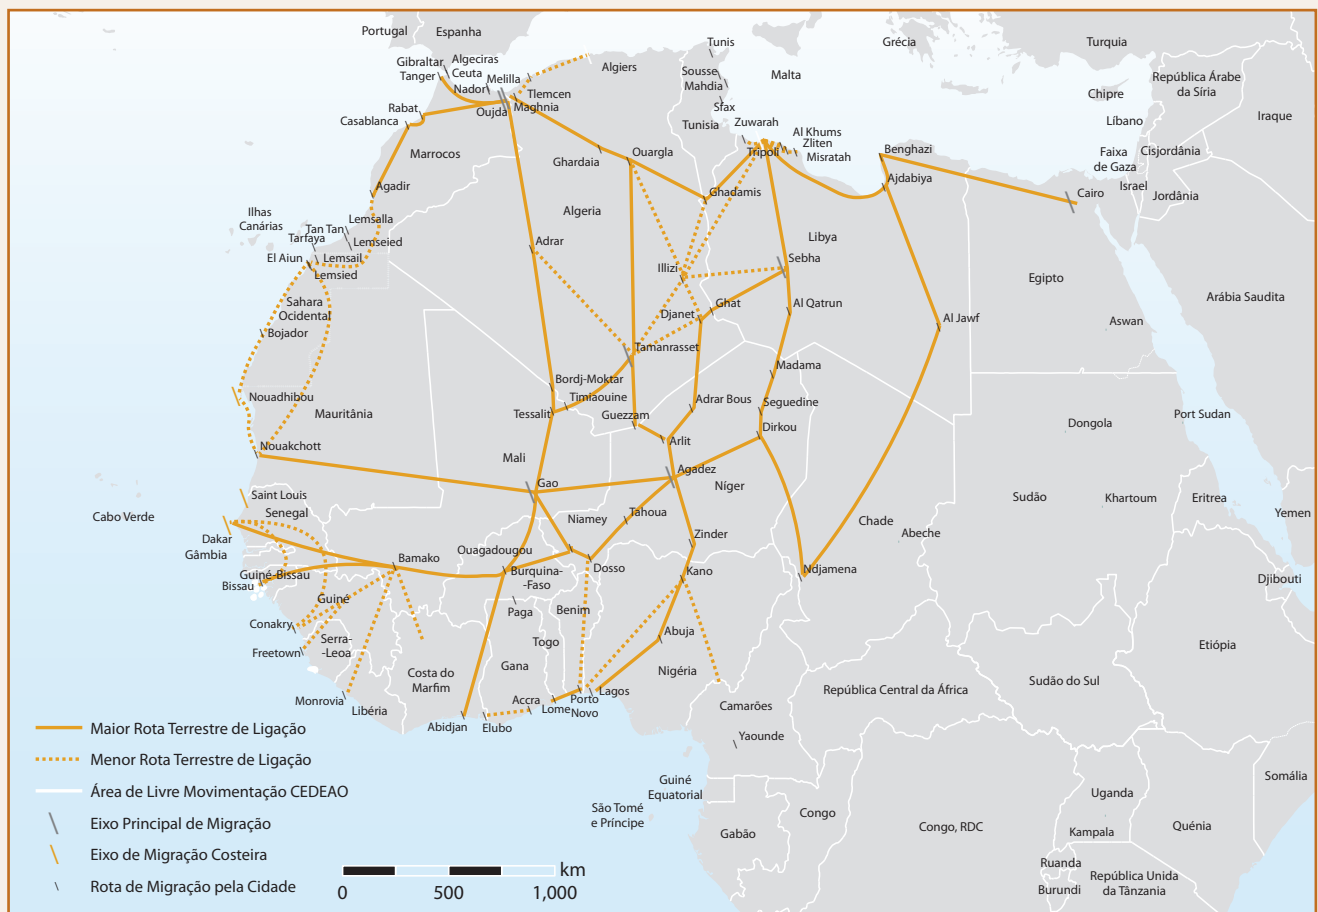 Portugal
Espanha
Gibraltar
Algeciras
Ceuta
Tanger
Melilla
Nador
Tlemcen
Oujda
Maghnia
Algiers
Tunis
Sousse
Mahdia
Sfax
Tunisia
Malta
Grécia
Turquia
Chipre
República Árabe
da Síria
Líbano
Iraque
Faixa
de Gaza
Cisjordânia
Israel
Jordânia
Rabat
Casablanca
Marrocos
Ghardaia
Ouargla
Zuwarah
Tripoli
Al Khums
Zliten
Misratah
Benghazi
Ajdabiya
Cairo
Agadir
Ghadamis
Algeria
Ilhas
Canárias
Lemsalla
Tan Tan
Tarfaya
Lemseied
El Aiun
Lemsail
Lemsied
Adrar
Libya
Sebha
Illizi
Egipto
Arábia Saudita
Sahara
Ocidental
Bojador
Djanet
Ghat
Al Qatrun
Al Jawf
Aswan
Tamanrasset
Madama
Bordj-Moktar
Timiaouine
Tessalit
Guezzam
Adrar Bous
Seguedine
Dirkou
Nouadhibou
Mauritânia
Port Sudan
Dongola
Nouakchott
Arlit
Mali
Gao
Agadez
Níger
Sudão
Khartoum
Eritrea
Yemen
Cabo Verde
Saint Louis
Senegal
Dakar
Gâmbia
Niamey
Tahoua
Zinder
Chade
Abeche
Bamako
Ouagadougou
Burquina-
-Faso
Dosso
Kano
Ndjamena
Djibouti
Guiné-Bissau
Bissau
Guiné
Paga
Benim
Conakry
Serra-
-Leoa
Freetown
Togo
Abuja
Etiópia
Costa do
Marfim
Gana
Nigéria
República Central da África
Sudão do Sul
Monrovia
Libéria
Abidjan
Elubo
Accra
Lome
Porto
Novo
Lagos
Camarões
Yaounde
Guiné
Equatorial
São Tomé
e Príncipe
Gabão
Congo
Congo, RDC
Uganda
Kampala
Quénia
Somália
Ruanda
Burundi
República Unida
da Tânzania
Maior Rota Terrestre de Ligação
Menor Rota Terrestre de Ligação
Área de Livre Movimentação CEDEAO
Eixo Principal de Migração
Eixo de Migração Costeira
Rota de Migração pela Cidade
km
0 500 1,000